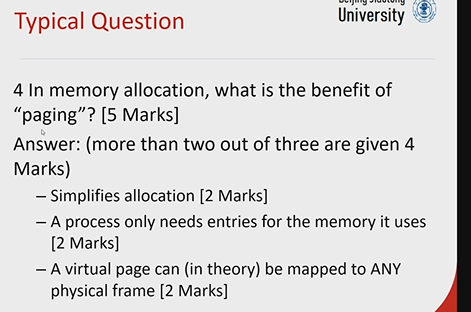 Typical Question
Beijing Jiaotong
University
4 In memory allocation, what is the benefit of
“paging”? [5 Marks]
Answer: (more than two out of three are given 4
Marks)
– Simplifies allocation [2 Marks]
– A process only needs entries for the memory it uses
[2 Marks]
– A virtual page can (in theory) be mapped to ANY
physical frame [2 Marks]